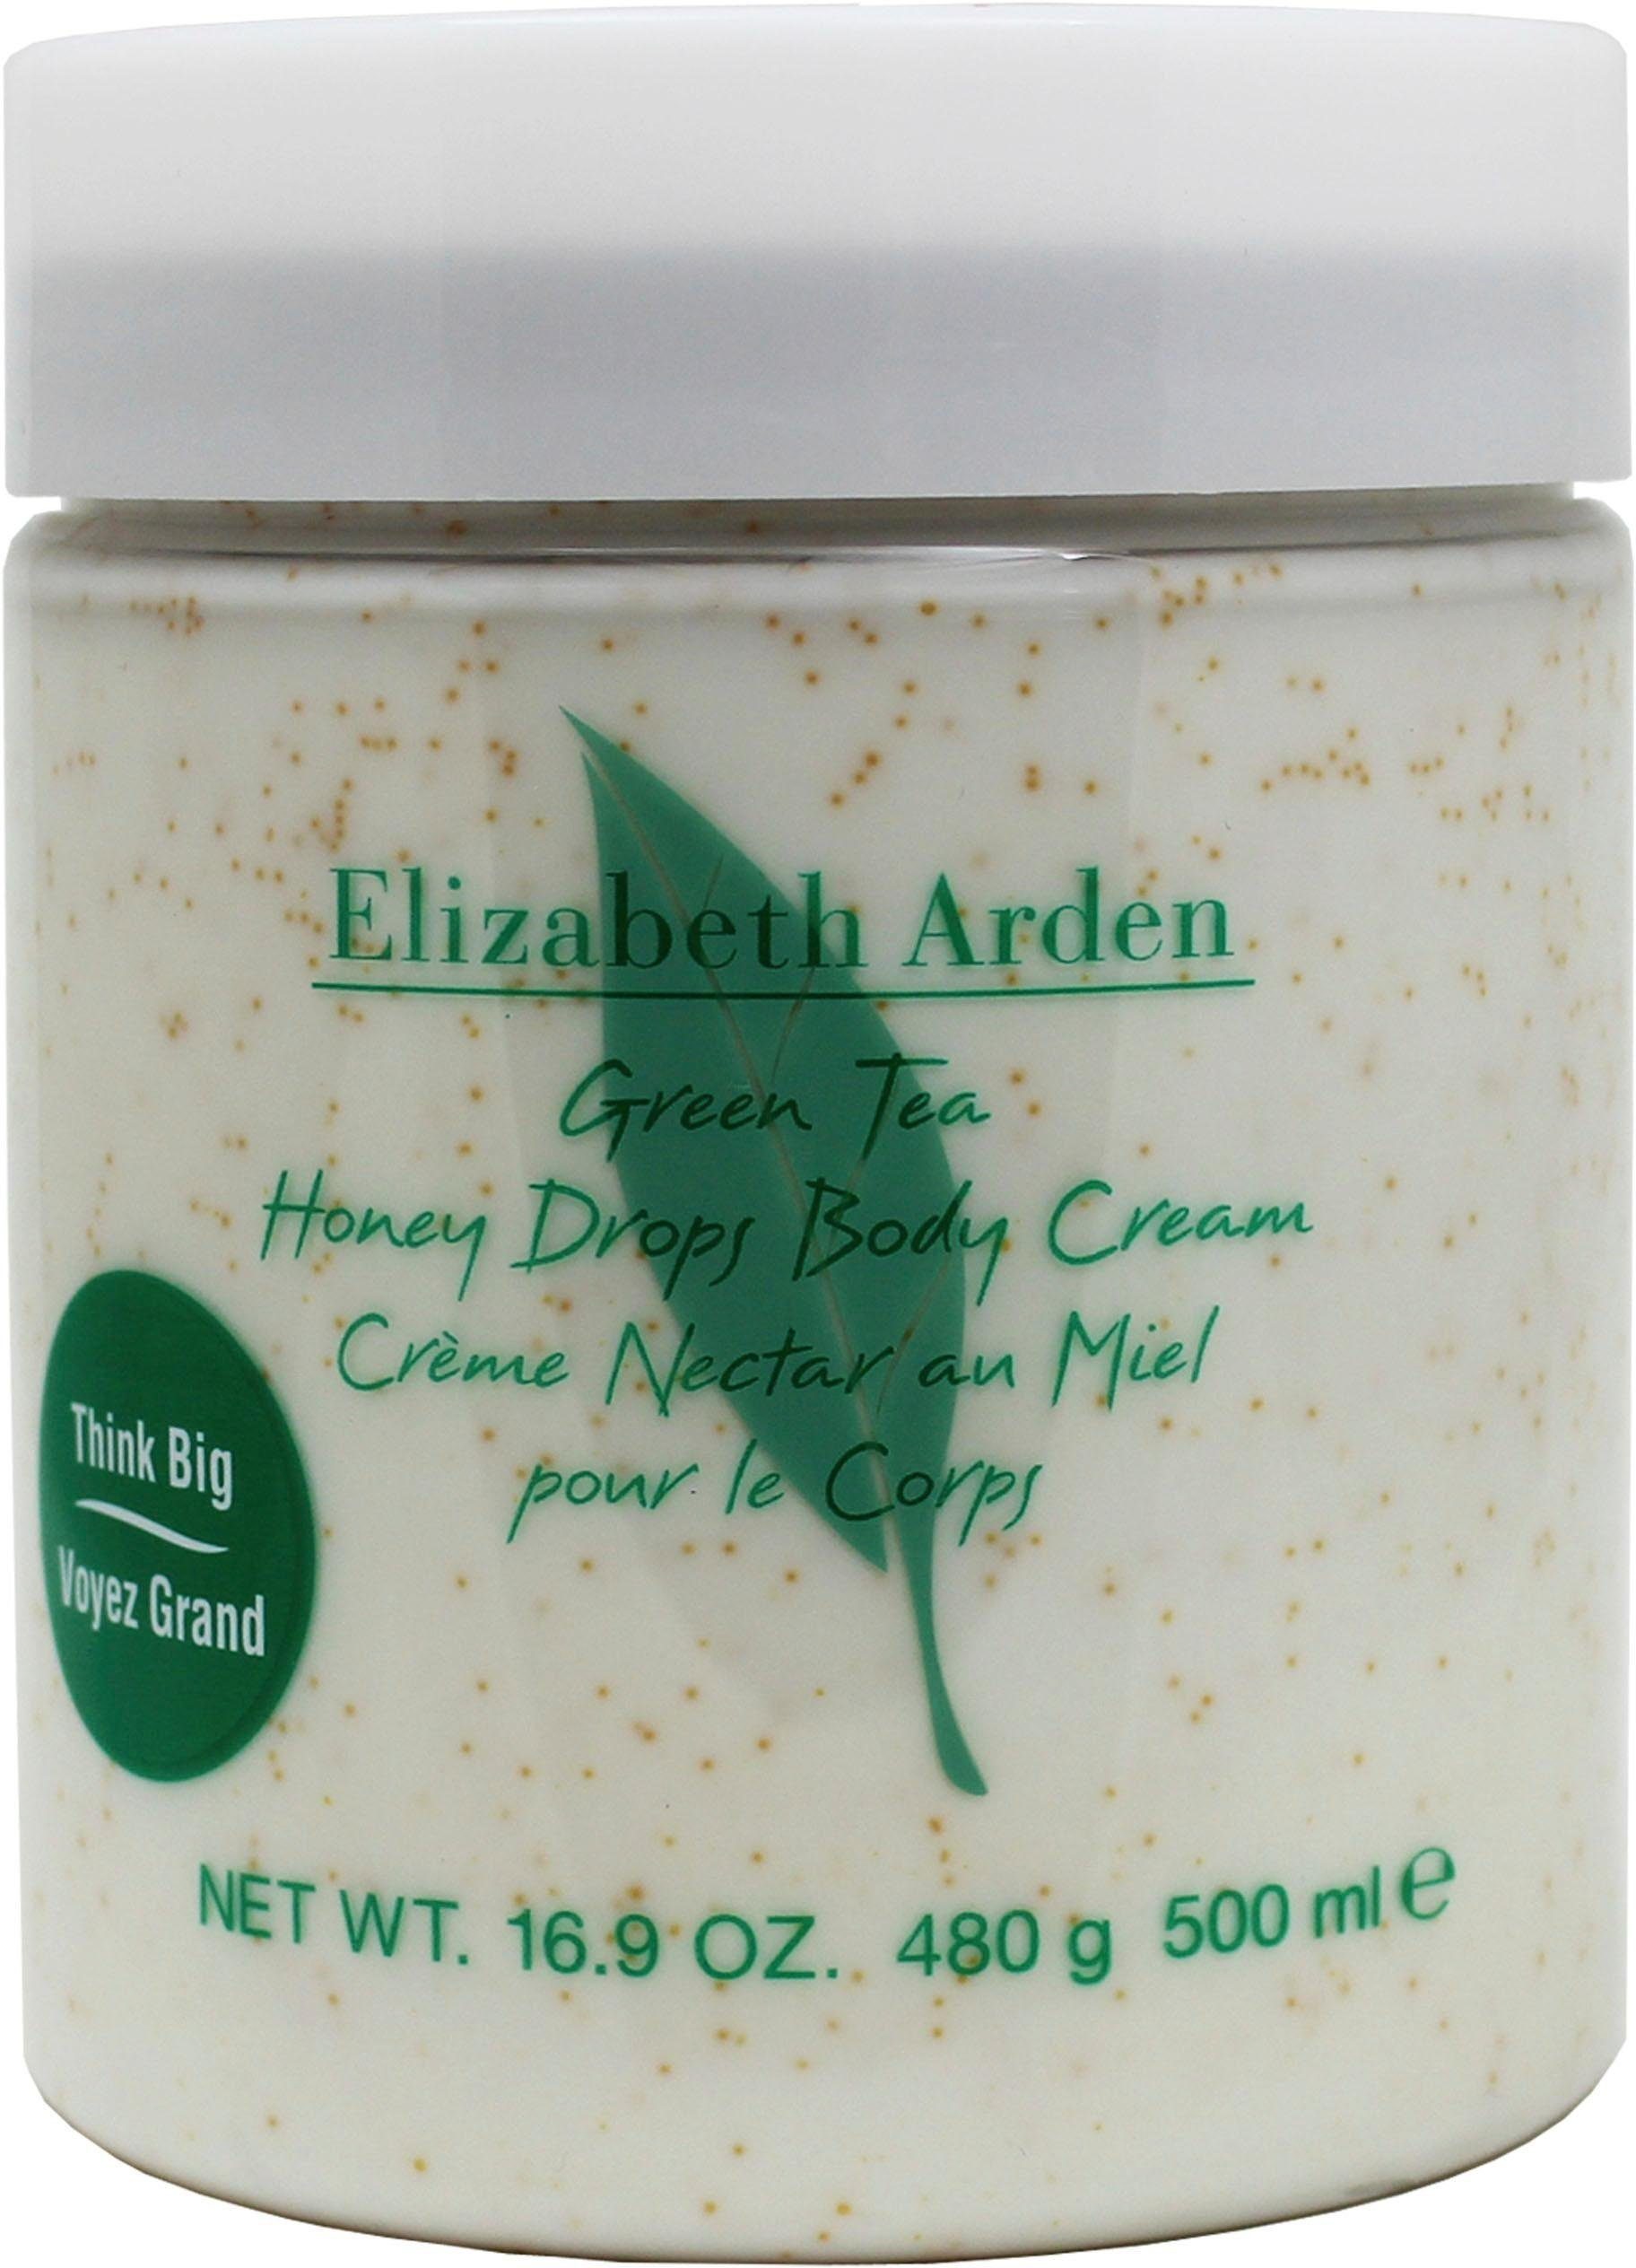 Elizabeth Arden
Green Tea
Honey Drops Body Cream
Crème Nectar au Miel
pour le Corps
Think Big
Voyez Grand
NET WT. 16.9 OZ. 480 g 500 ml ℮